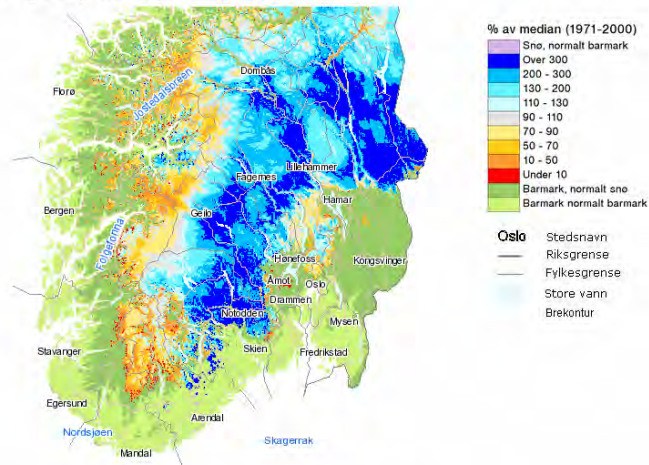 % av median (1971-2000)
Snø, normalt barmark
Over 300
200 - 300
130 - 200
110 - 130
90 - 110
70 - 90
50 - 70
10 - 50
Under 10
Barmark, normalt snø
Barmark normalt barmark
Oslo Stedsnavn
Riksgrense
Fylkesgrense
Store vann
Brekontur
Dombås
Florø
Jostedalsbreen
Lillehammer
Fagernes
Hamar
Bergen
Geilo
Folgefonna
Hønefoss
Kongsvinger
Åmot
Oslo
Drammen
Notodden
Mysen
Skien
Fredrikstad
Stavanger
Egersund
Arendal
Nordsjøen
Skagerrak
Mandal